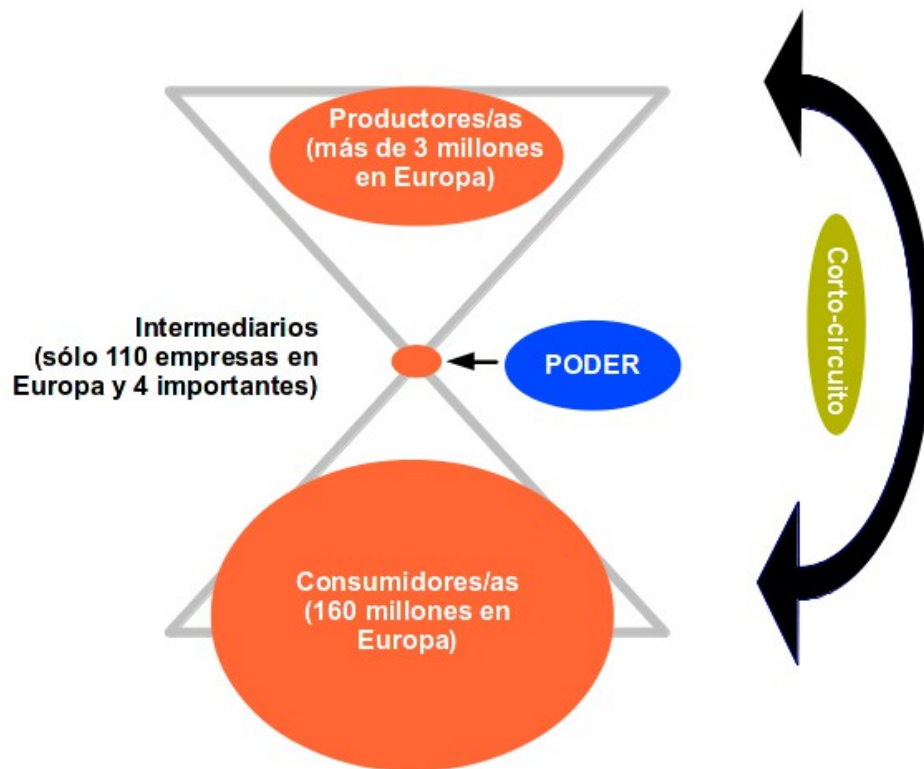 Productores/as
(más de 3 millones
en Europa)
Intermediarios
(sólo 110 empresas en
Europa y 4 importantes)
PODER
Corto-circuito
Consumidores/as
(160 millones en
Europa)